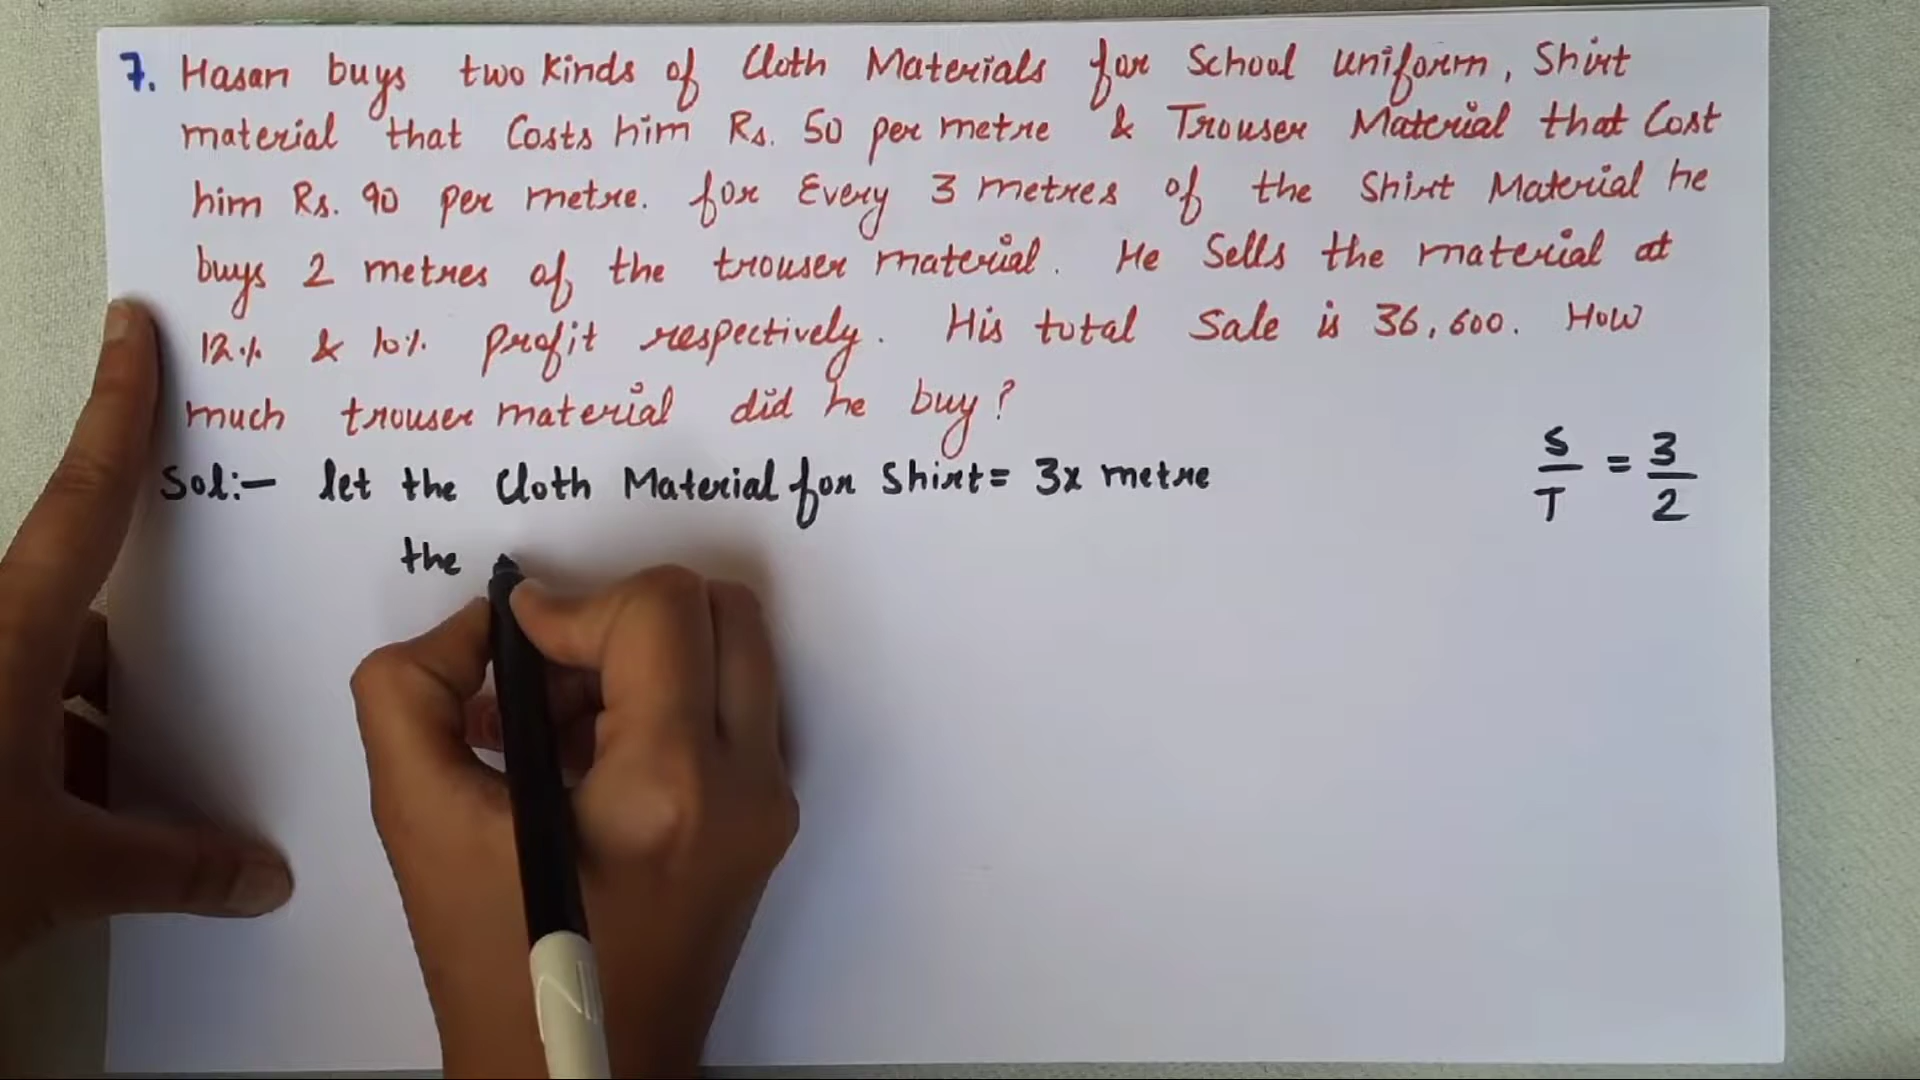 7. Hasan buys two Kinds of Cloth Materials for School uniform, Shirt
material that Costs him Rs. 50 per metre & Trouser Material that Cost
him Rs. 90 per metre. for Every 3 metres of the Shirt Material he
buys 2 metres of the trouser material. He Sells the material at
12% & 10% profit respectively. His total Sale is 36,600. How
much trouser material did he buy?
Sol:- let the Cloth Material for Shirt = 3x metre
the
S/T = 3/2